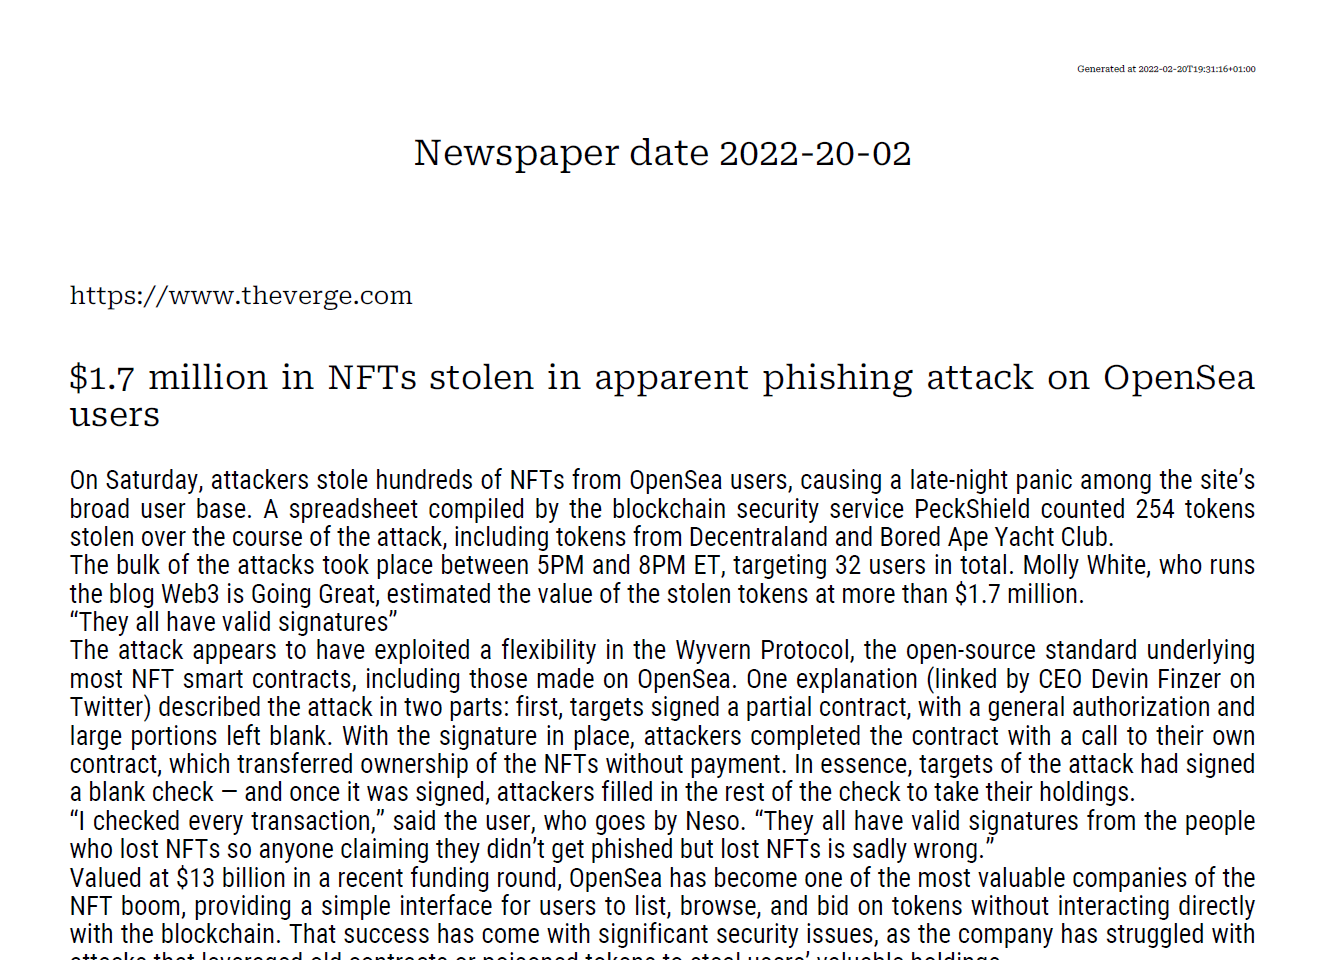 Generated at 2022-02-20T19:31:16+01:00
Newspaper date 2022-20-02
https://www.theverge.com
$1.7 million in NFTs stolen in apparent phishing attack on OpenSea
users
On Saturday, attackers stole hundreds of NFTs from OpenSea users, causing a late-night panic among the site’s
broad user base. A spreadsheet compiled by the blockchain security service PeckShield counted 254 tokens
stolen over the course of the attack, including tokens from Decentraland and Bored Ape Yacht Club.
The bulk of the attacks took place between 5PM and 8PM ET, targeting 32 users in total. Molly White, who runs
the blog Web3 is Going Great, estimated the value of the stolen tokens at more than $1.7 million.
“They all have valid signatures”
The attack appears to have exploited a flexibility in the Wyvern Protocol, the open-source standard underlying
most NFT smart contracts, including those made on OpenSea. One explanation (linked by CEO Devin Finzer on
Twitter) described the attack in two parts: first, targets signed a partial contract, with a general authorization and
large portions left blank. With the signature in place, attackers completed the contract with a call to their own
contract, which transferred ownership of the NFTs without payment. In essence, targets of the attack had signed
a blank check — and once it was signed, attackers filled in the rest of the check to take their holdings.
“I checked every transaction,” said the user, who goes by Neso. “They all have valid signatures from the people
who lost NFTs so anyone claiming they didn’t get phished but lost NFTs is sadly wrong.”
Valued at $13 billion in a recent funding round, OpenSea has become one of the most valuable companies of the
NFT boom, providing a simple interface for users to list, browse, and bid on tokens without interacting directly
with the blockchain. That success has come with significant security issues, as the company has struggled with
attacks that leveraged old contracts or poisoned tokens to steal users’ valuable holdings.